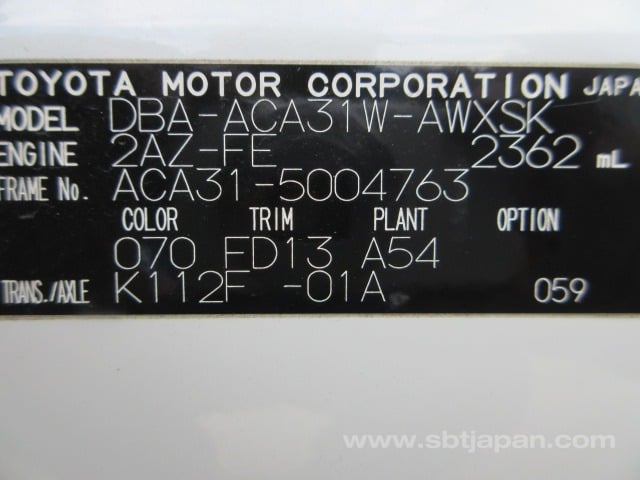 TOYOTA MOTOR CORPORATION JAPA
MODEL DBA-ACA31W-AWXSK
ENGINE 2AZ-FE 2362 mL
FRAME No. ACA31-5004763
COLOR TRIM PLANT OPTION
070 FD13 A54
TRANS./AXLE K112F -01A 059
www.sbtjapan.com